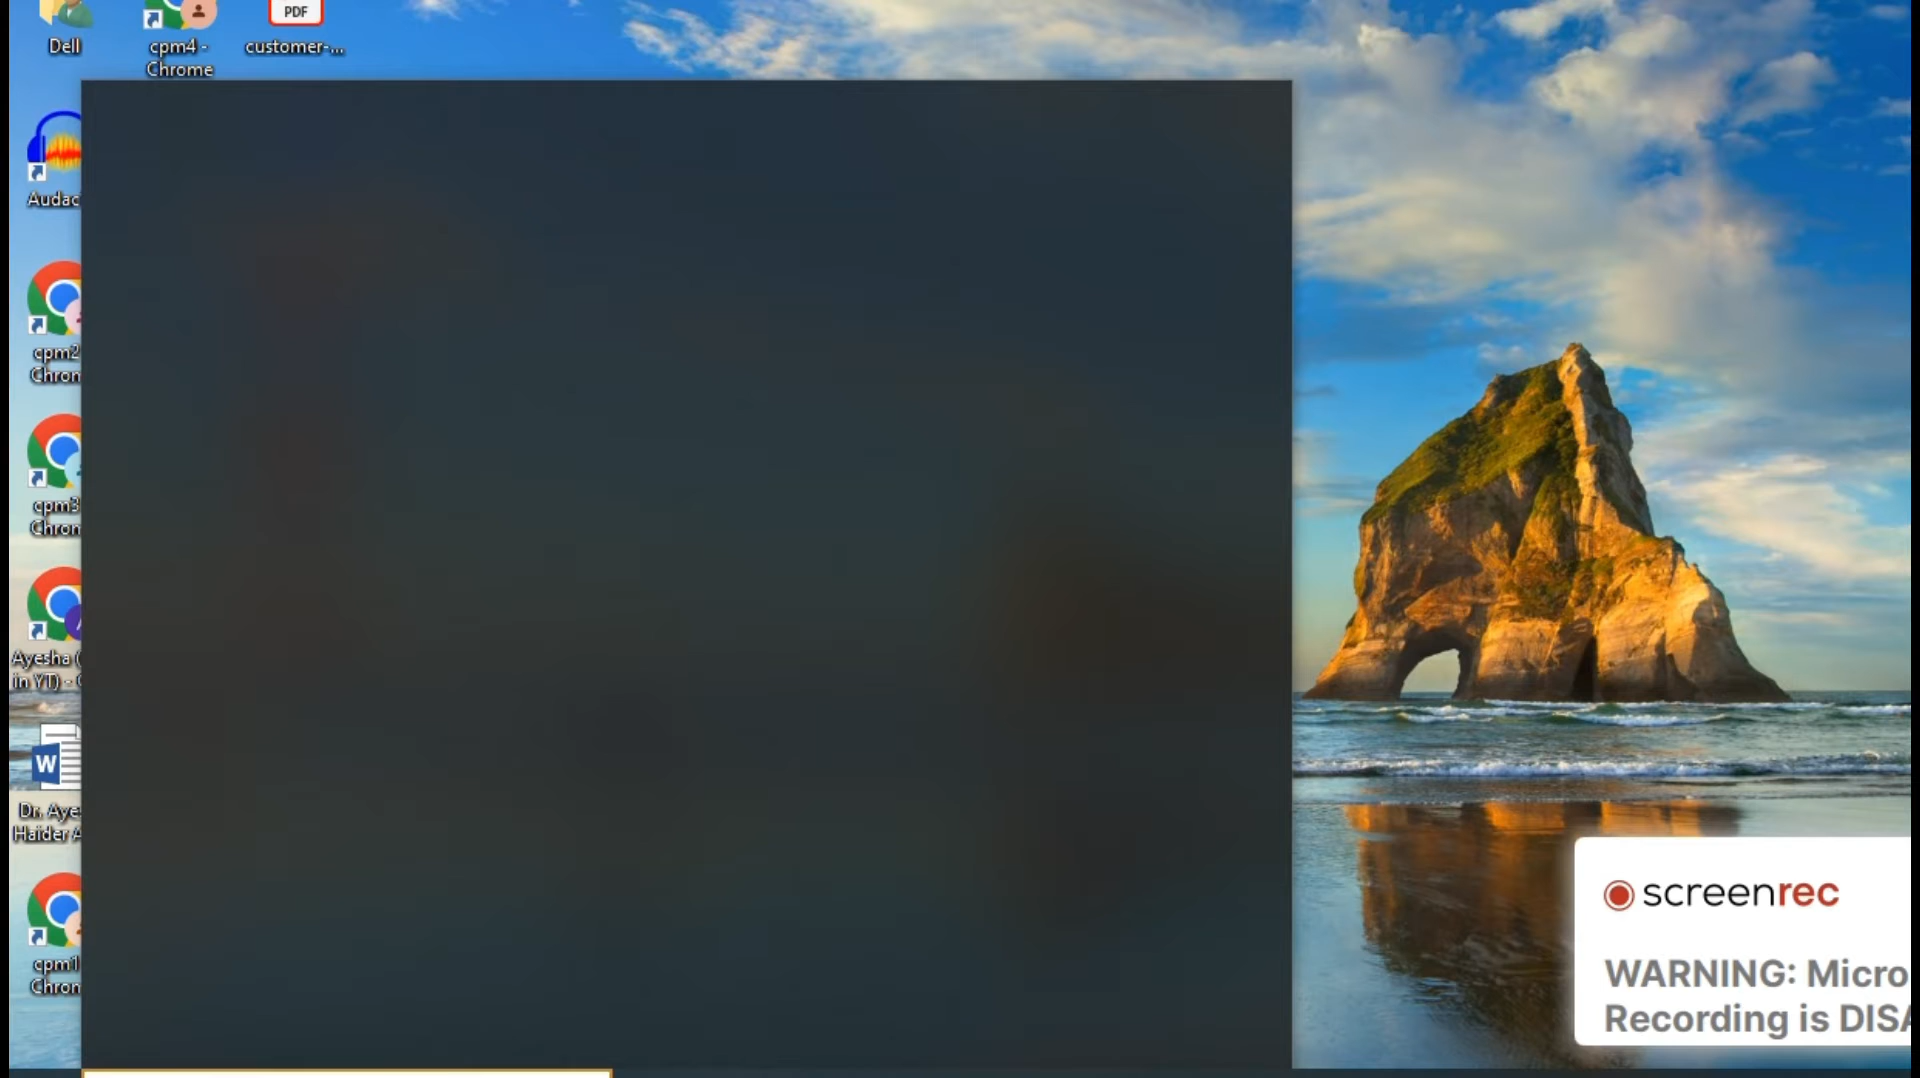 Dell
cpm4 -
Chrome
PDF
customer-...
Audac
cpm2
Chron
cpm3
Chron
Ayesha (
in YT) - C
W
Dr. Aye
Haider A
cpm1
Chron
screenrec
WARNING: Micro
Recording is DISA